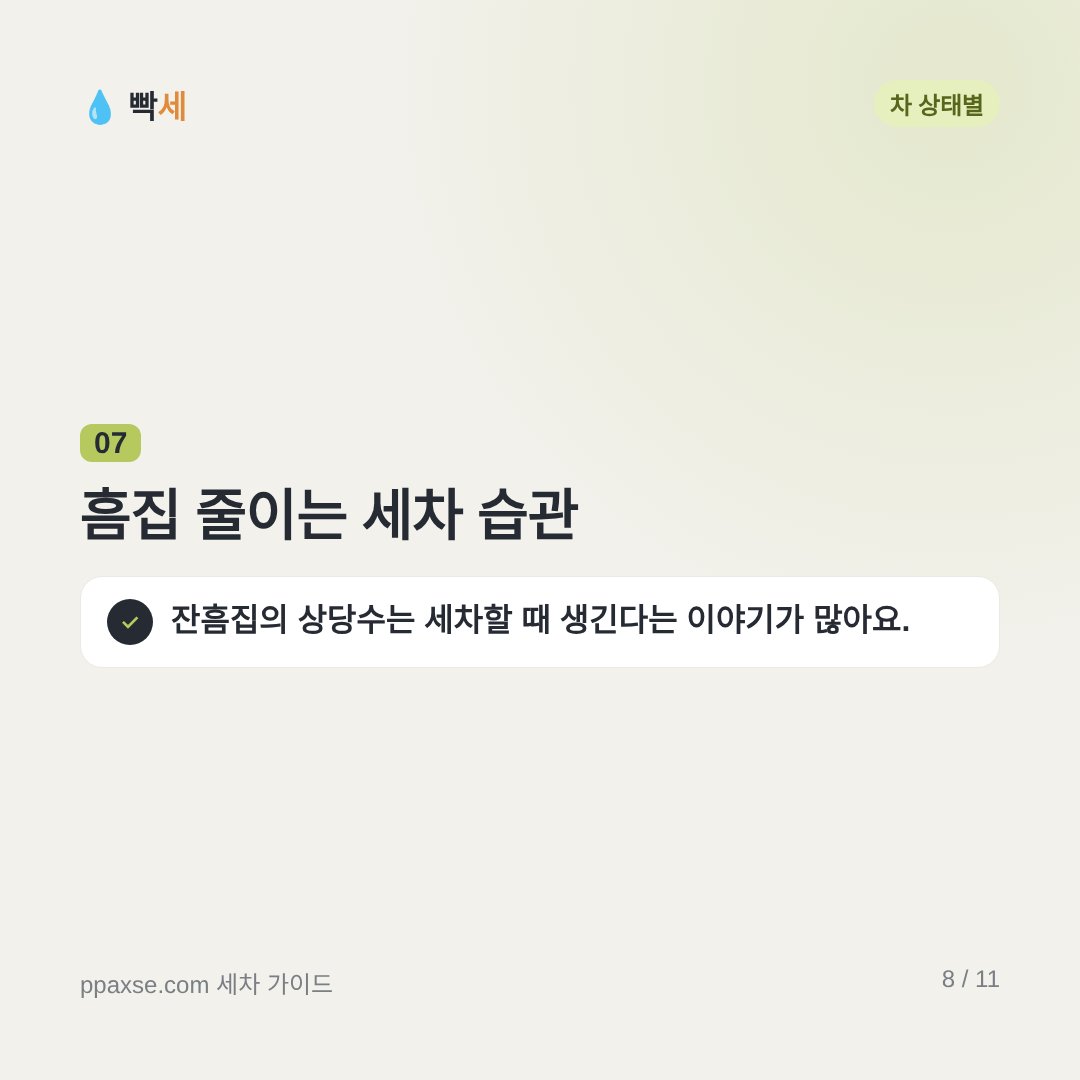 빡세
차 상태별
07
흠집 줄이는 세차 습관
잔흠집의 상당수는 세차할 때 생긴다는 이야기가 많아요.
ppaxse.com 세차 가이드
8 / 11